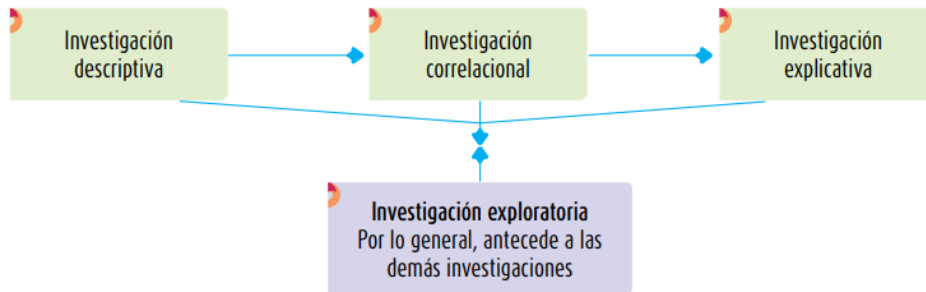 Investigación
descriptiva
Investigación
correlacional
Investigación
explicativa
Investigación exploratoria
Por lo general, antecede a las
demás investigaciones